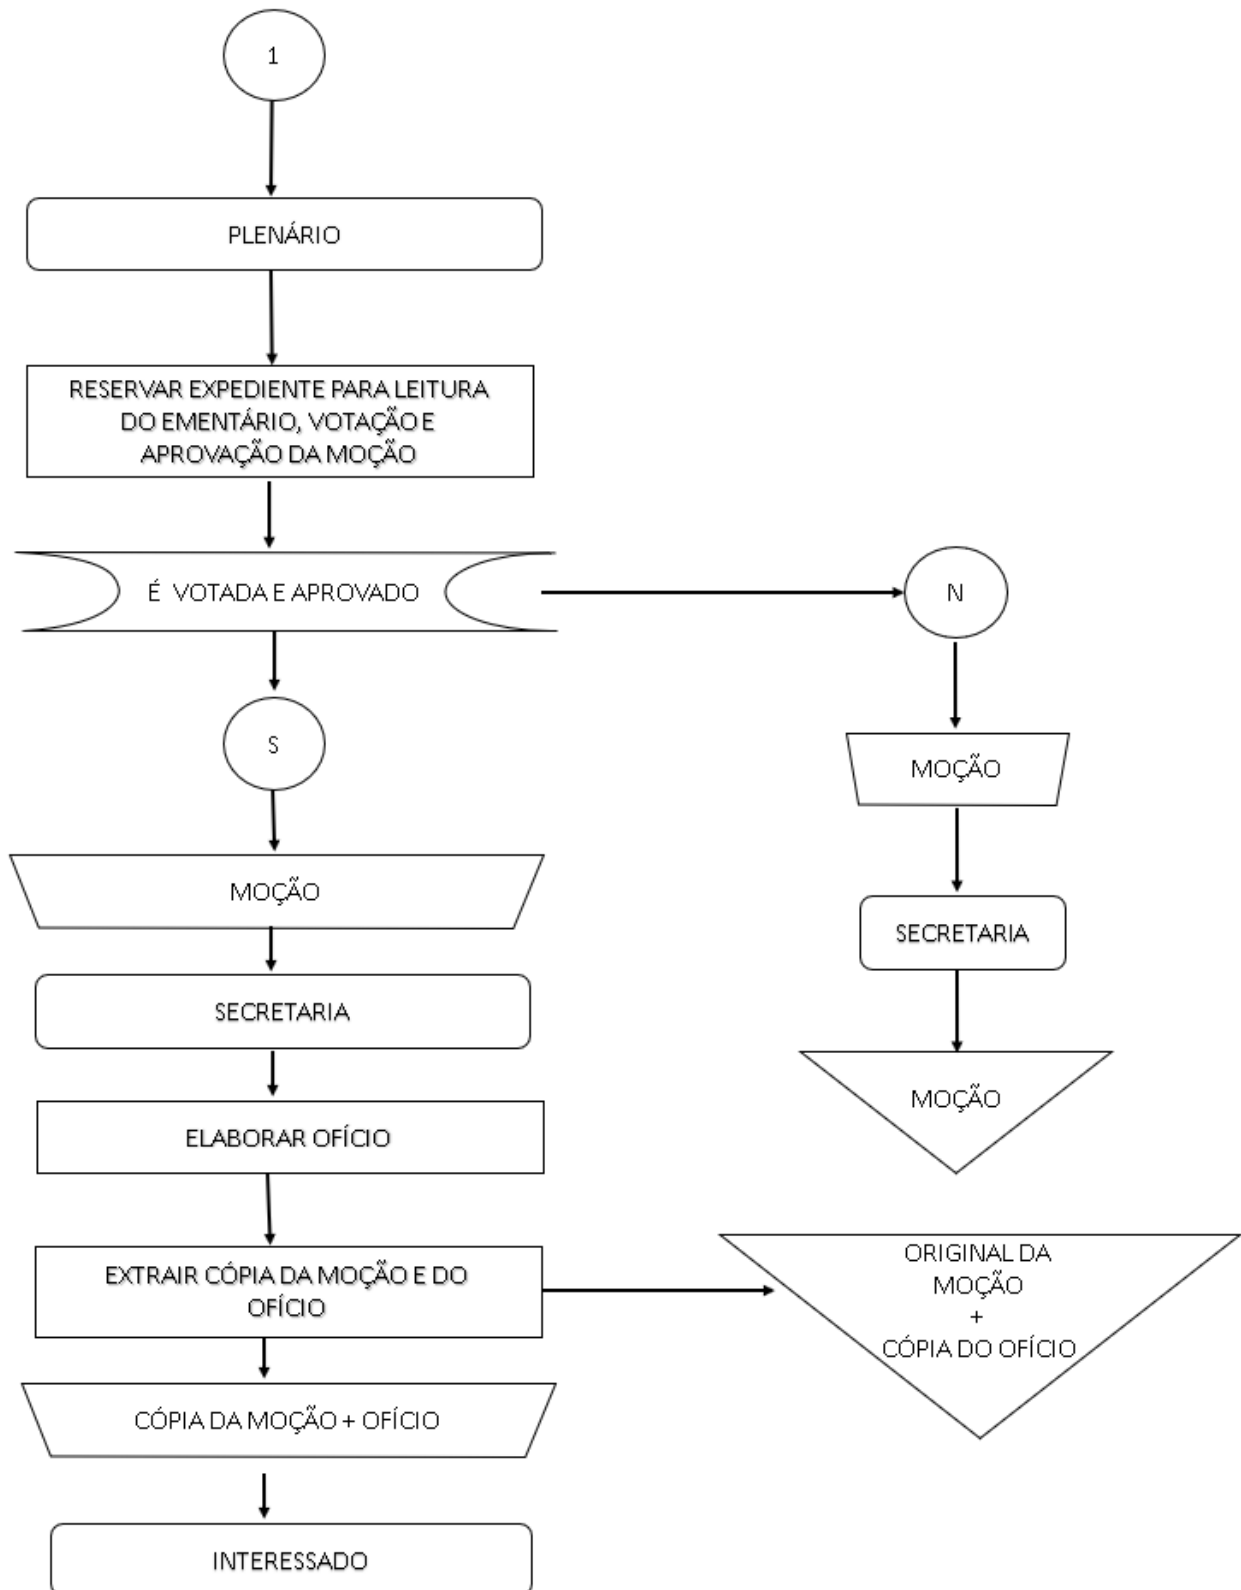 1
PLENÁRIO
RESERVAR EXPEDIENTE PARA LEITURA
DO EMENTÁRIO, VOTAÇÃO E
APROVAÇÃO DA MOÇÃO
É VOTADA E APROVADO
N
S
MOÇÃO
MOÇÃO
SECRETARIA
SECRETARIA
MOÇÃO
ELABORAR OFÍCIO
EXTRAIR CÓPIA DA MOÇÃO E DO
OFÍCIO
ORIGINAL DA
MOÇÃO
+
CÓPIA DO OFÍCIO
CÓPIA DA MOÇÃO + OFÍCIO
INTERESSADO